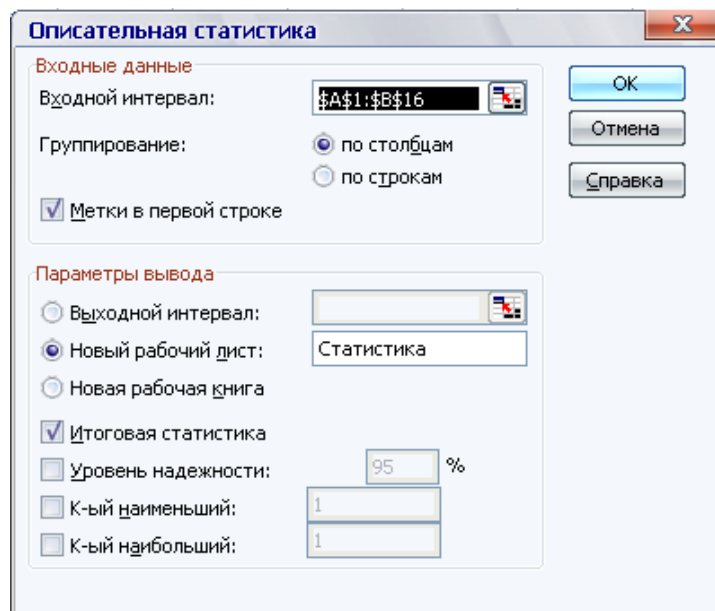 Описательная статистика
Входные данные
Входной интервал: $A$1:$B$16
OK
Группирование: по столбцам
Отмена
по строкам
Справка
Метки в первой строке
Параметры вывода
Выходной интервал:
Новый рабочий лист: Статистика
Новая рабочая книга
Итоговая статистика
Уровень надежности: 95 %
К-ый наименьший: 1
К-ый наибольший: 1